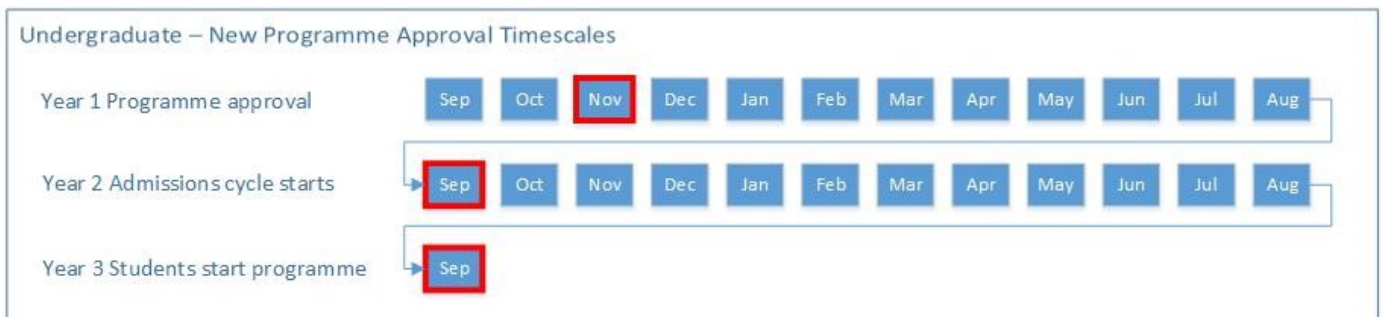 Undergraduate – New Programme Approval Timescales
Year 1 Programme approval Sep Oct Nov Dec Jan Feb Mar Apr May Jun Jul Aug
Year 2 Admissions cycle starts Sep Oct Nov Dec Jan Feb Mar Apr May Jun Jul Aug
Year 3 Students start programme Sep